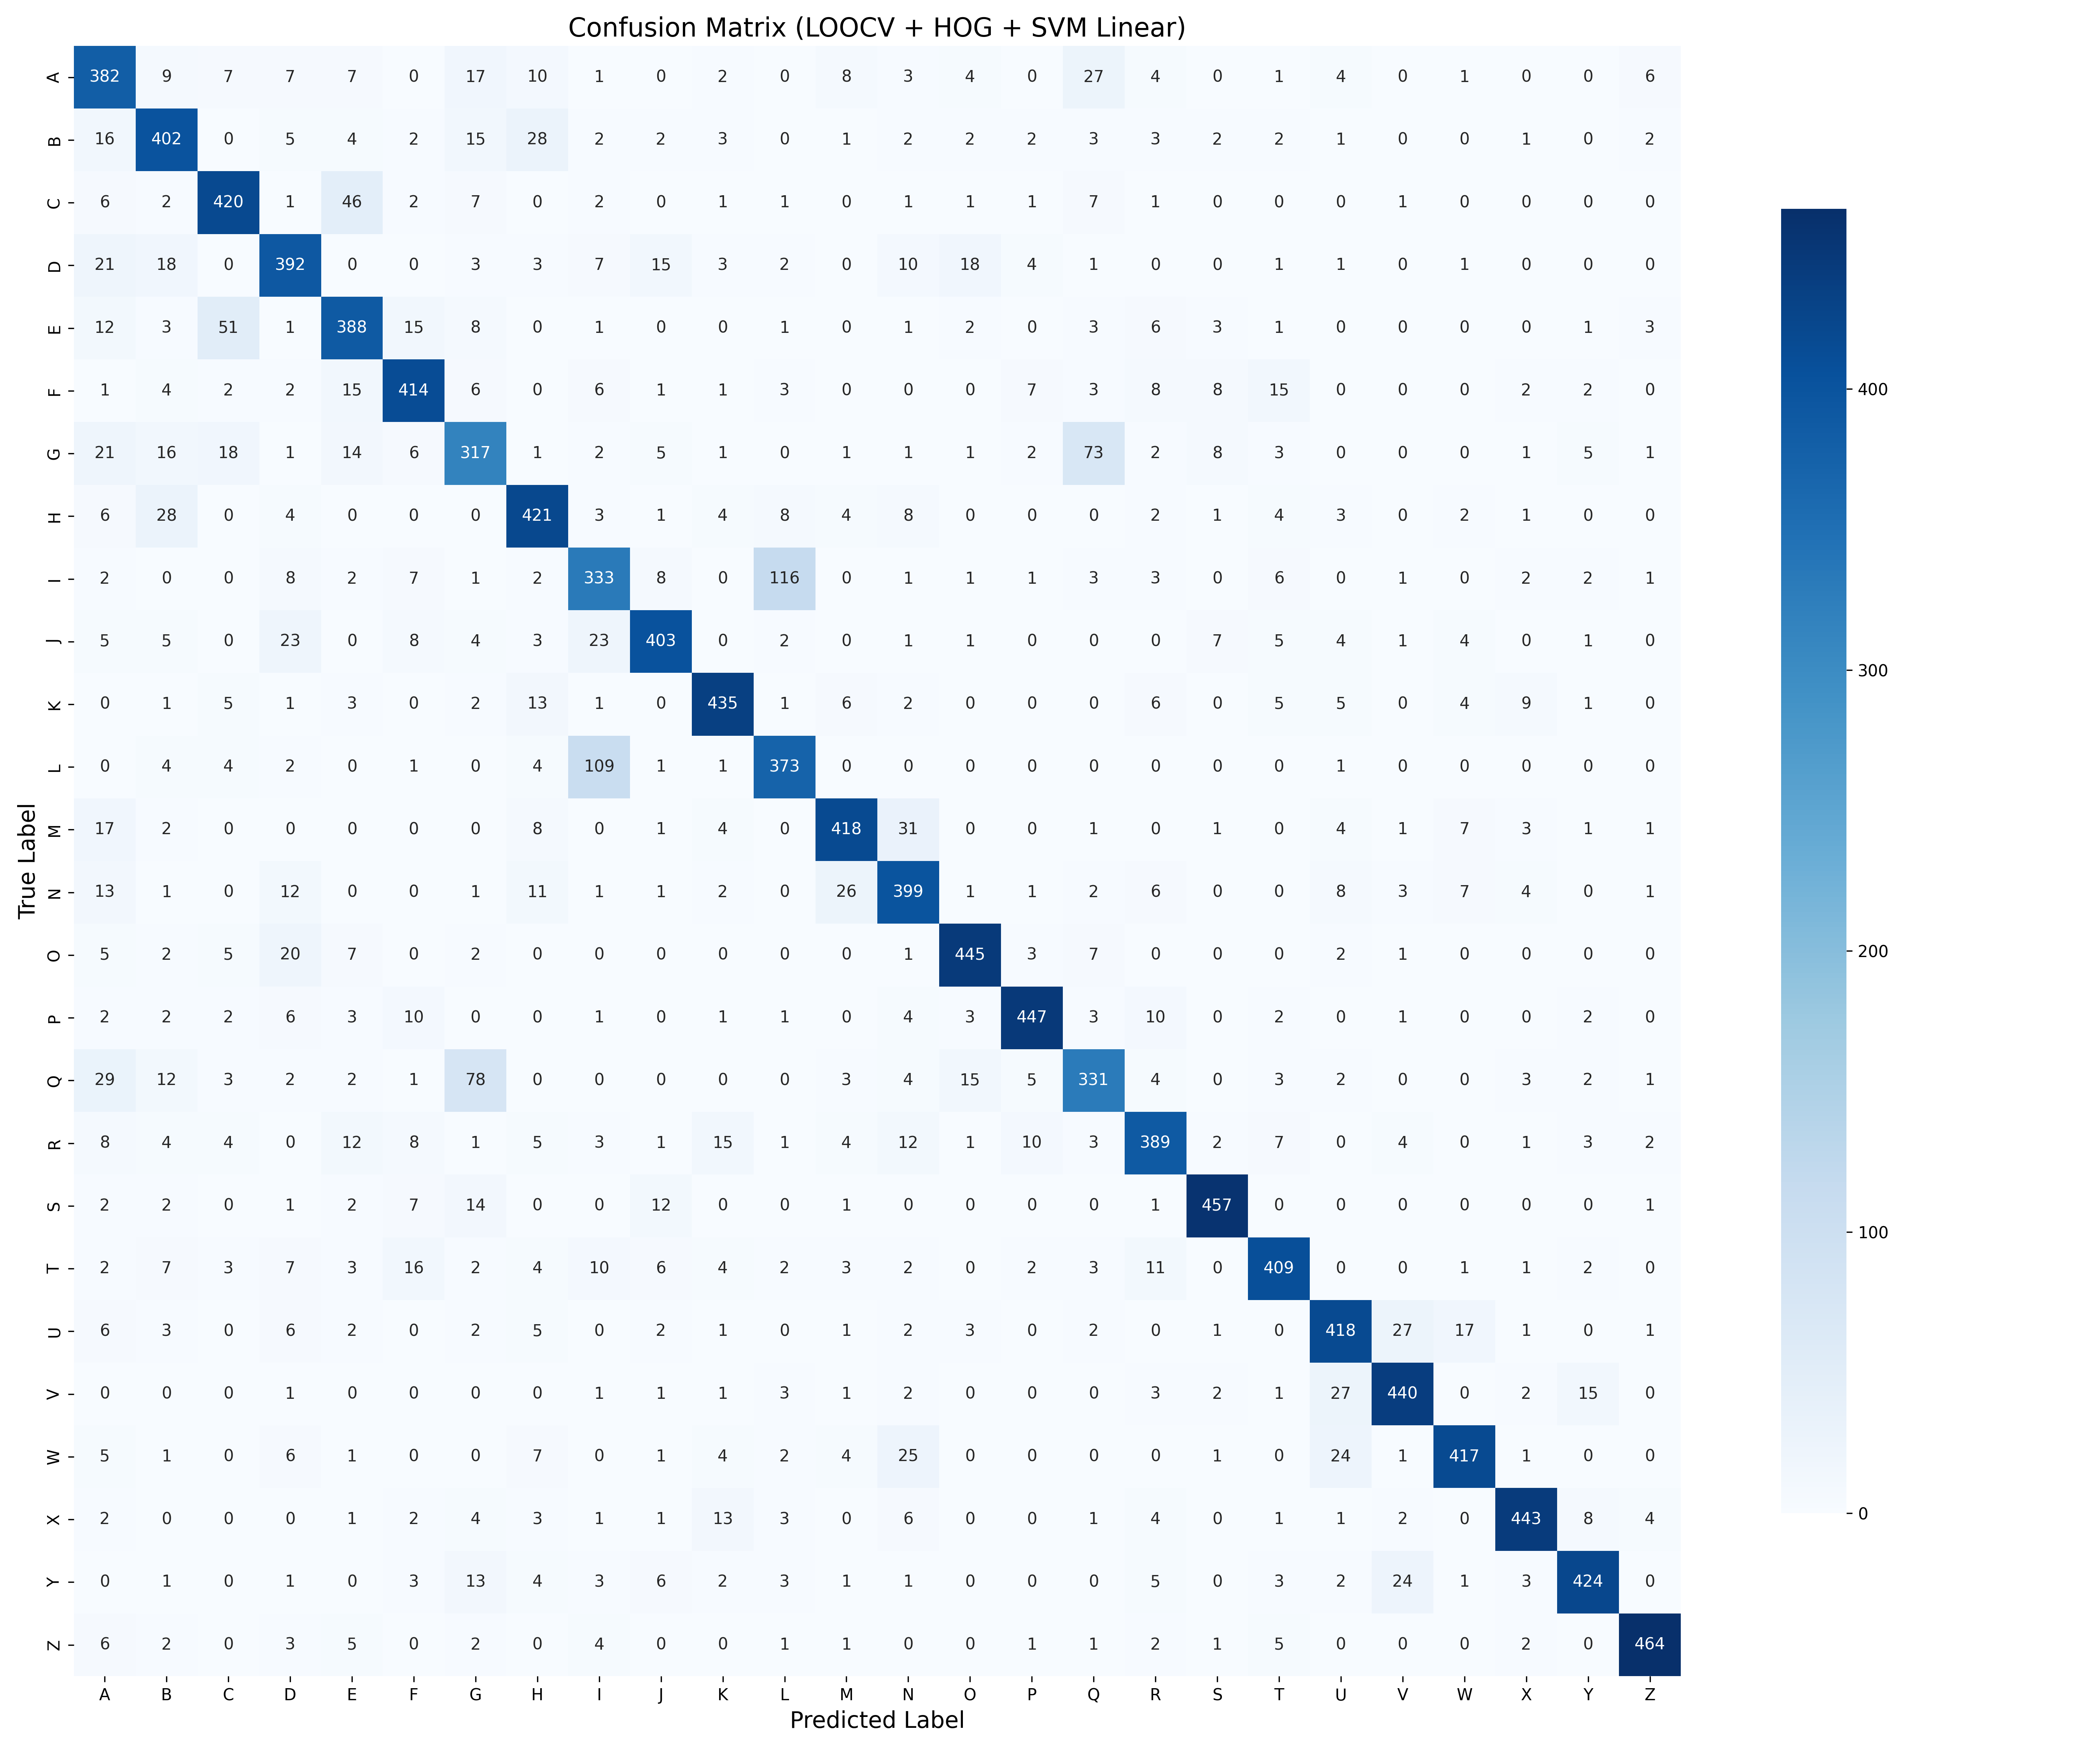 Confusion Matrix (LOOCV + HOG + SVM Linear)
A 382 9 7 7 7 0 17 10 1 0 2 0 8 3 4 0 27 4 0 1 4 0 1 0 0 6
B 16 402 0 5 4 2 15 28 2 2 3 0 1 2 2 2 3 3 2 2 1 0 0 1 0 2
C 6 2 420 1 46 2 7 0 2 0 1 1 0 1 1 1 7 1 0 0 0 1 0 0 0 0
D 21 18 0 392 0 0 3 3 7 15 3 2 0 10 18 4 1 0 0 1 1 0 1 0 0 0
E 12 3 51 1 388 15 8 0 1 0 0 1 0 1 2 0 3 6 3 1 0 0 0 0 1 3
F 1 4 2 2 15 414 6 0 6 1 1 3 0 0 0 7 3 8 8 15 0 0 0 2 2 0
400
G 21 16 18 1 14 6 317 1 2 5 1 0 1 1 1 2 73 2 8 3 0 0 0 1 5 1
H 6 28 0 4 0 0 0 421 3 1 4 8 4 8 0 0 0 2 1 4 3 0 2 1 0 0
I 2 0 0 8 2 7 1 2 333 8 0 116 0 1 1 1 3 3 0 6 0 1 0 2 2 1
J 5 5 0 23 0 8 4 3 23 403 0 2 0 1 1 0 0 0 7 5 4 1 4 0 1 0
300
K 0 1 5 1 3 0 2 13 1 0 435 1 6 2 0 0 0 6 0 5 5 0 4 9 1 0
L 0 4 4 2 0 1 0 4 109 1 1 373 0 0 0 0 0 0 0 0 1 0 0 0 0 0
M 17 2 0 0 0 0 0 8 0 1 4 0 418 31 0 0 1 0 1 0 4 1 7 3 1 1
True Label
N 13 1 0 12 0 0 1 11 1 1 2 0 26 399 1 1 2 6 0 0 8 3 7 4 0 1
O 5 2 5 20 7 0 2 0 0 0 0 0 0 1 445 3 7 0 0 0 2 1 0 0 0 0
200
P 2 2 2 6 3 10 0 0 1 0 1 1 0 4 3 447 3 10 0 2 0 1 0 0 2 0
Q 29 12 3 2 2 1 78 0 0 0 0 0 3 4 15 5 331 4 0 3 2 0 0 3 2 1
R 8 4 4 0 12 8 1 5 3 1 15 1 4 12 1 10 3 389 2 7 0 4 0 1 3 2
S 2 2 0 1 2 7 14 0 0 12 0 0 1 0 0 0 0 1 457 0 0 0 0 0 0 1
100
T 2 7 3 7 3 16 2 4 10 6 4 2 3 2 0 2 3 11 0 409 0 0 1 1 2 0
U 6 3 0 6 2 0 2 5 0 2 1 0 1 2 3 0 2 0 1 0 418 27 17 1 0 1
V 0 0 0 1 0 0 0 0 1 1 1 3 1 2 0 0 0 3 2 1 27 440 0 2 15 0
W 5 1 0 6 1 0 0 7 0 1 4 2 4 25 0 0 0 0 1 0 24 1 417 1 0 0
X 2 0 0 0 1 2 4 3 1 1 13 3 0 6 0 0 1 4 0 1 1 2 0 443 8 4
0
Y 0 1 0 1 0 3 13 4 3 6 2 3 1 1 0 0 0 5 0 3 2 24 1 3 424 0
Z 6 2 0 3 5 0 2 0 4 0 0 1 1 0 0 1 1 2 1 5 0 0 0 2 0 464
A B C D E F G H I J K L M N O P Q R S T U V W X Y Z
Predicted Label